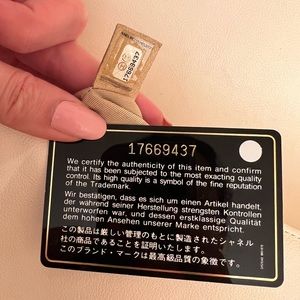 17669437
17669437
We certify the authenticity of this item and confirm
that it has been subjected to the most exacting quality
control. Its high quality is a symbol of the fine reputation
of the Trademark.
Wir bestätigen, dass es sich um einen Artikel handelt,
der während seiner Herstellung strengsten Kontrollen
unterworfen war, und dessen erstklassige Qualität
dem hohen Ansehen unserer Marke entspricht.
この製品は厳しい管理のもとに製造されたシャネル
社の商品であることを証明いたします。
このブランド・マークは最高級品質の象徴です。